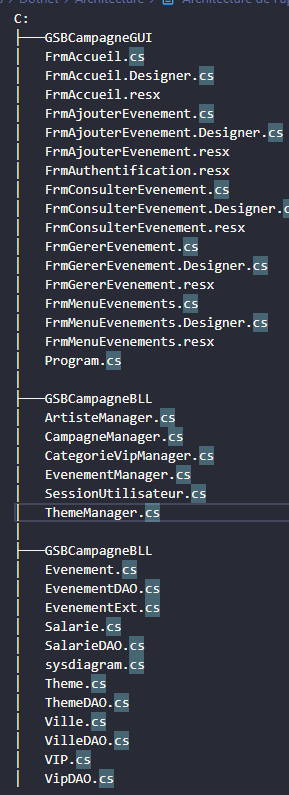 Dotnet > Architecture > Architecture de l'ap
C:
├───GSBCampagneGUI
│   FrmAccueil.cs
│   FrmAccueil.Designer.cs
│   FrmAccueil.resx
│   FrmAjouterEvenement.cs
│   FrmAjouterEvenement.Designer.cs
│   FrmAjouterEvenement.resx
│   FrmAuthentification.resx
│   FrmConsulterEvenement.cs
│   FrmConsulterEvenement.Designer.c
│   FrmConsulterEvenement.resx
│   FrmGererEvenement.cs
│   FrmGererEvenement.Designer.cs
│   FrmGererEvenement.resx
│   FrmMenuEvenements.cs
│   FrmMenuEvenements.Designer.cs
│   FrmMenuEvenements.resx
│   Program.cs
│
├───GSBCampagneBLL
│   ArtisteManager.cs
│   CampagneManager.cs
│   CategorieVipManager.cs
│   EvenementManager.cs
│   SessionUtilisateur.cs
│   ThemeManager.cs
│
├───GSBCampagneBLL
│   Evenement.cs
│   EvenementDAO.cs
│   EvenementExt.cs
│   Salarie.cs
│   SalarieDAO.cs
│   sysdiagram.cs
│   Theme.cs
│   ThemeDAO.cs
│   Ville.cs
│   VilleDAO.cs
│   VIP.cs
│   VipDAO.cs